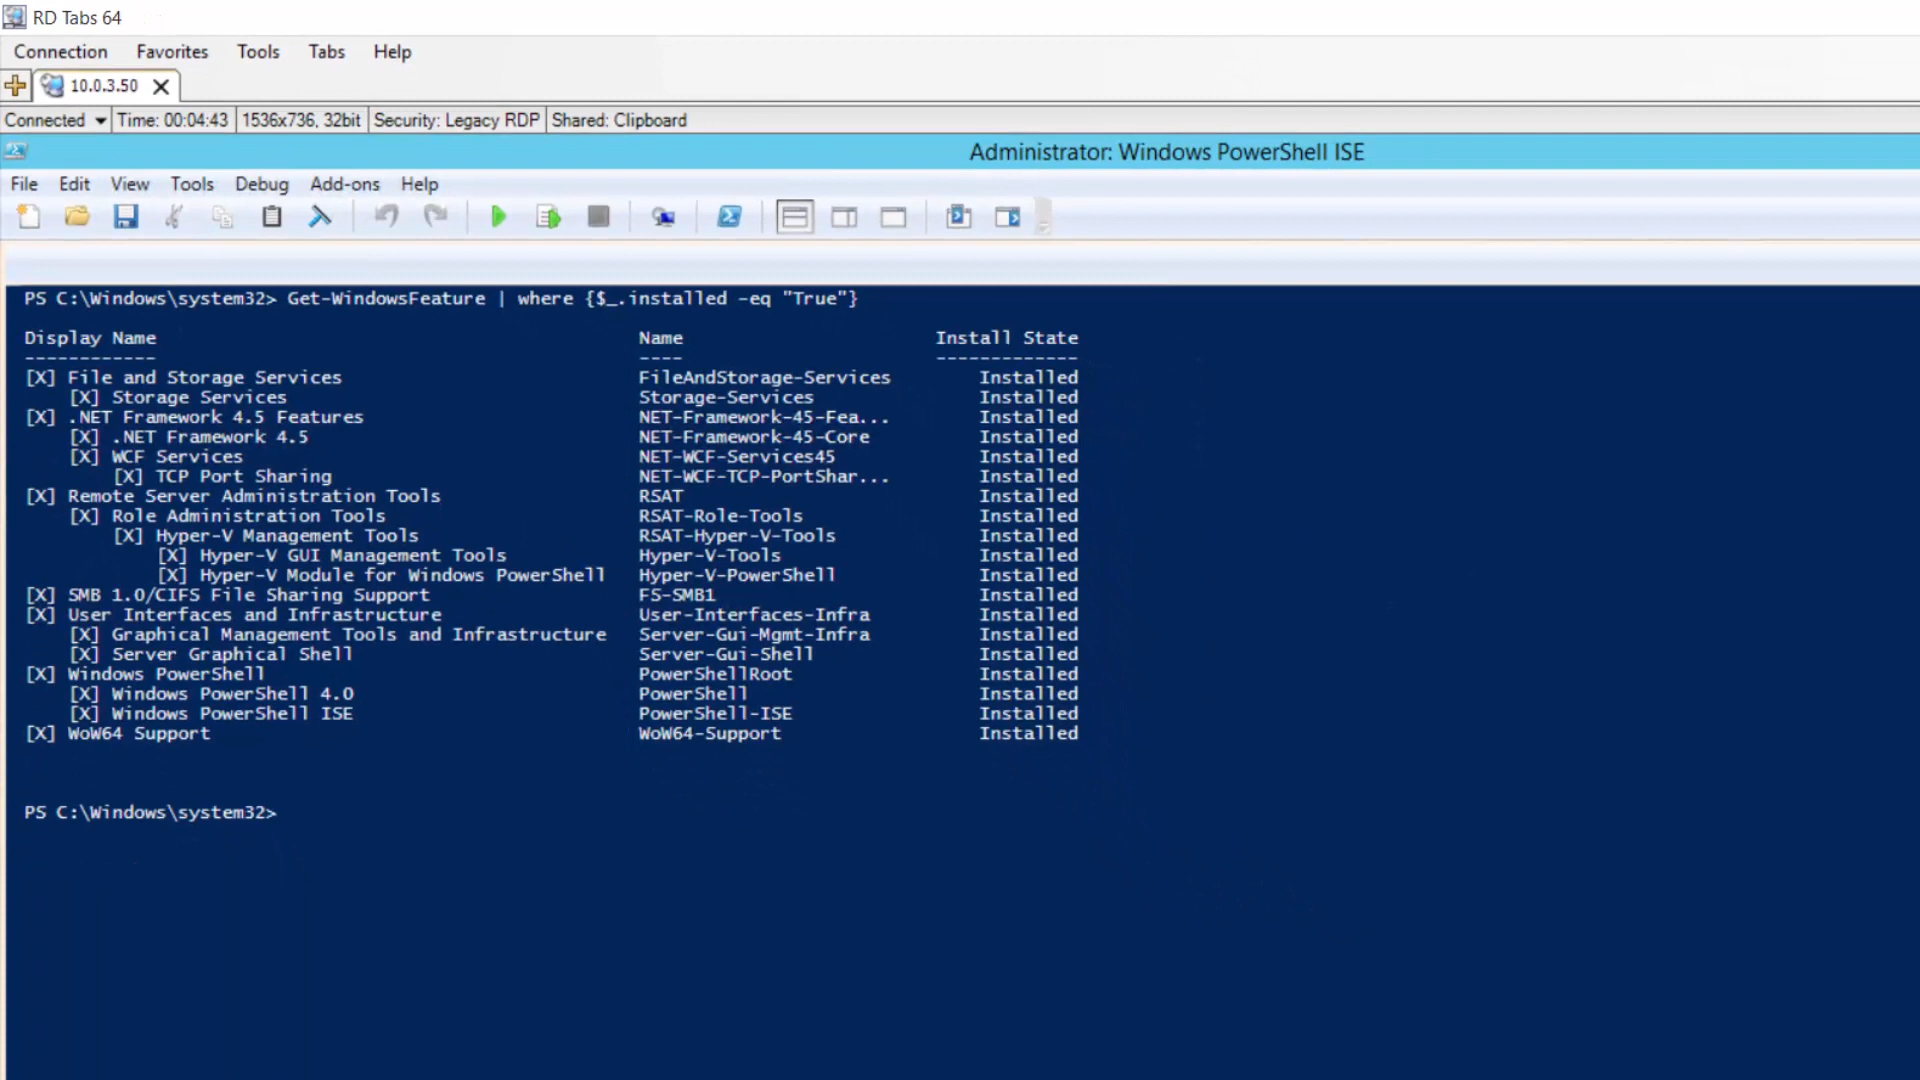 RD Tabs 64
Connection Favorites Tools Tabs Help
10.0.3.50
Connected Time: 00:04:43 1536x736, 32bit Security: Legacy RDP Shared: Clipboard
Administrator: Windows PowerShell ISE
File Edit View Tools Debug Add-ons Help
PS C:\Windows\system32> Get-WindowsFeature | where {$_.installed -eq "True"}
Display Name Name Install State
------------ ---- -------------
[X] File and Storage Services FileAndStorage-Services Installed
[X] Storage Services Storage-Services Installed
[X] .NET Framework 4.5 Features NET-Framework-45-Fea... Installed
[X] .NET Framework 4.5 NET-Framework-45-Core Installed
[X] WCF Services NET-WCF-Services45 Installed
[X] TCP Port Sharing NET-WCF-TCP-PortShar... Installed
[X] Remote Server Administration Tools RSAT Installed
[X] Role Administration Tools RSAT-Role-Tools Installed
[X] Hyper-V Management Tools RSAT-Hyper-V-Tools Installed
[X] Hyper-V GUI Management Tools Hyper-V-Tools Installed
[X] Hyper-V Module for Windows PowerShell Hyper-V-PowerShell Installed
[X] SMB 1.0/CIFS File Sharing Support FS-SMB1 Installed
[X] User Interfaces and Infrastructure User-Interfaces-Infra Installed
[X] Graphical Management Tools and Infrastructure Server-Gui-Mgmt-Infra Installed
[X] Server Graphical Shell Server-Gui-Shell Installed
[X] Windows PowerShell PowerShellRoot Installed
[X] Windows PowerShell 4.0 PowerShell Installed
[X] Windows PowerShell ISE PowerShell-ISE Installed
[X] WoW64 Support WoW64-Support Installed
PS C:\Windows\system32>